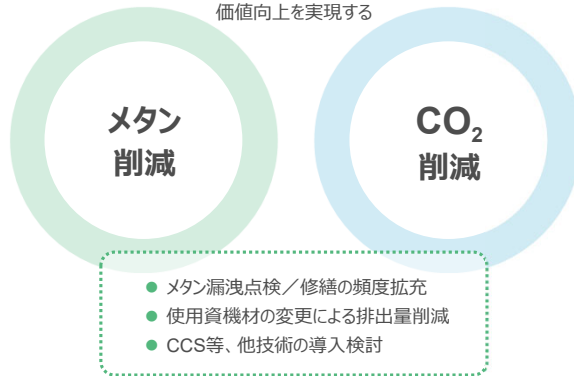 価値向上を実現する
メタン
削減
CO₂
削減
● メタン漏洩点検／修繕の頻度拡充
● 使用資機材の変更による排出量削減
● CCS等、他技術の導入検討